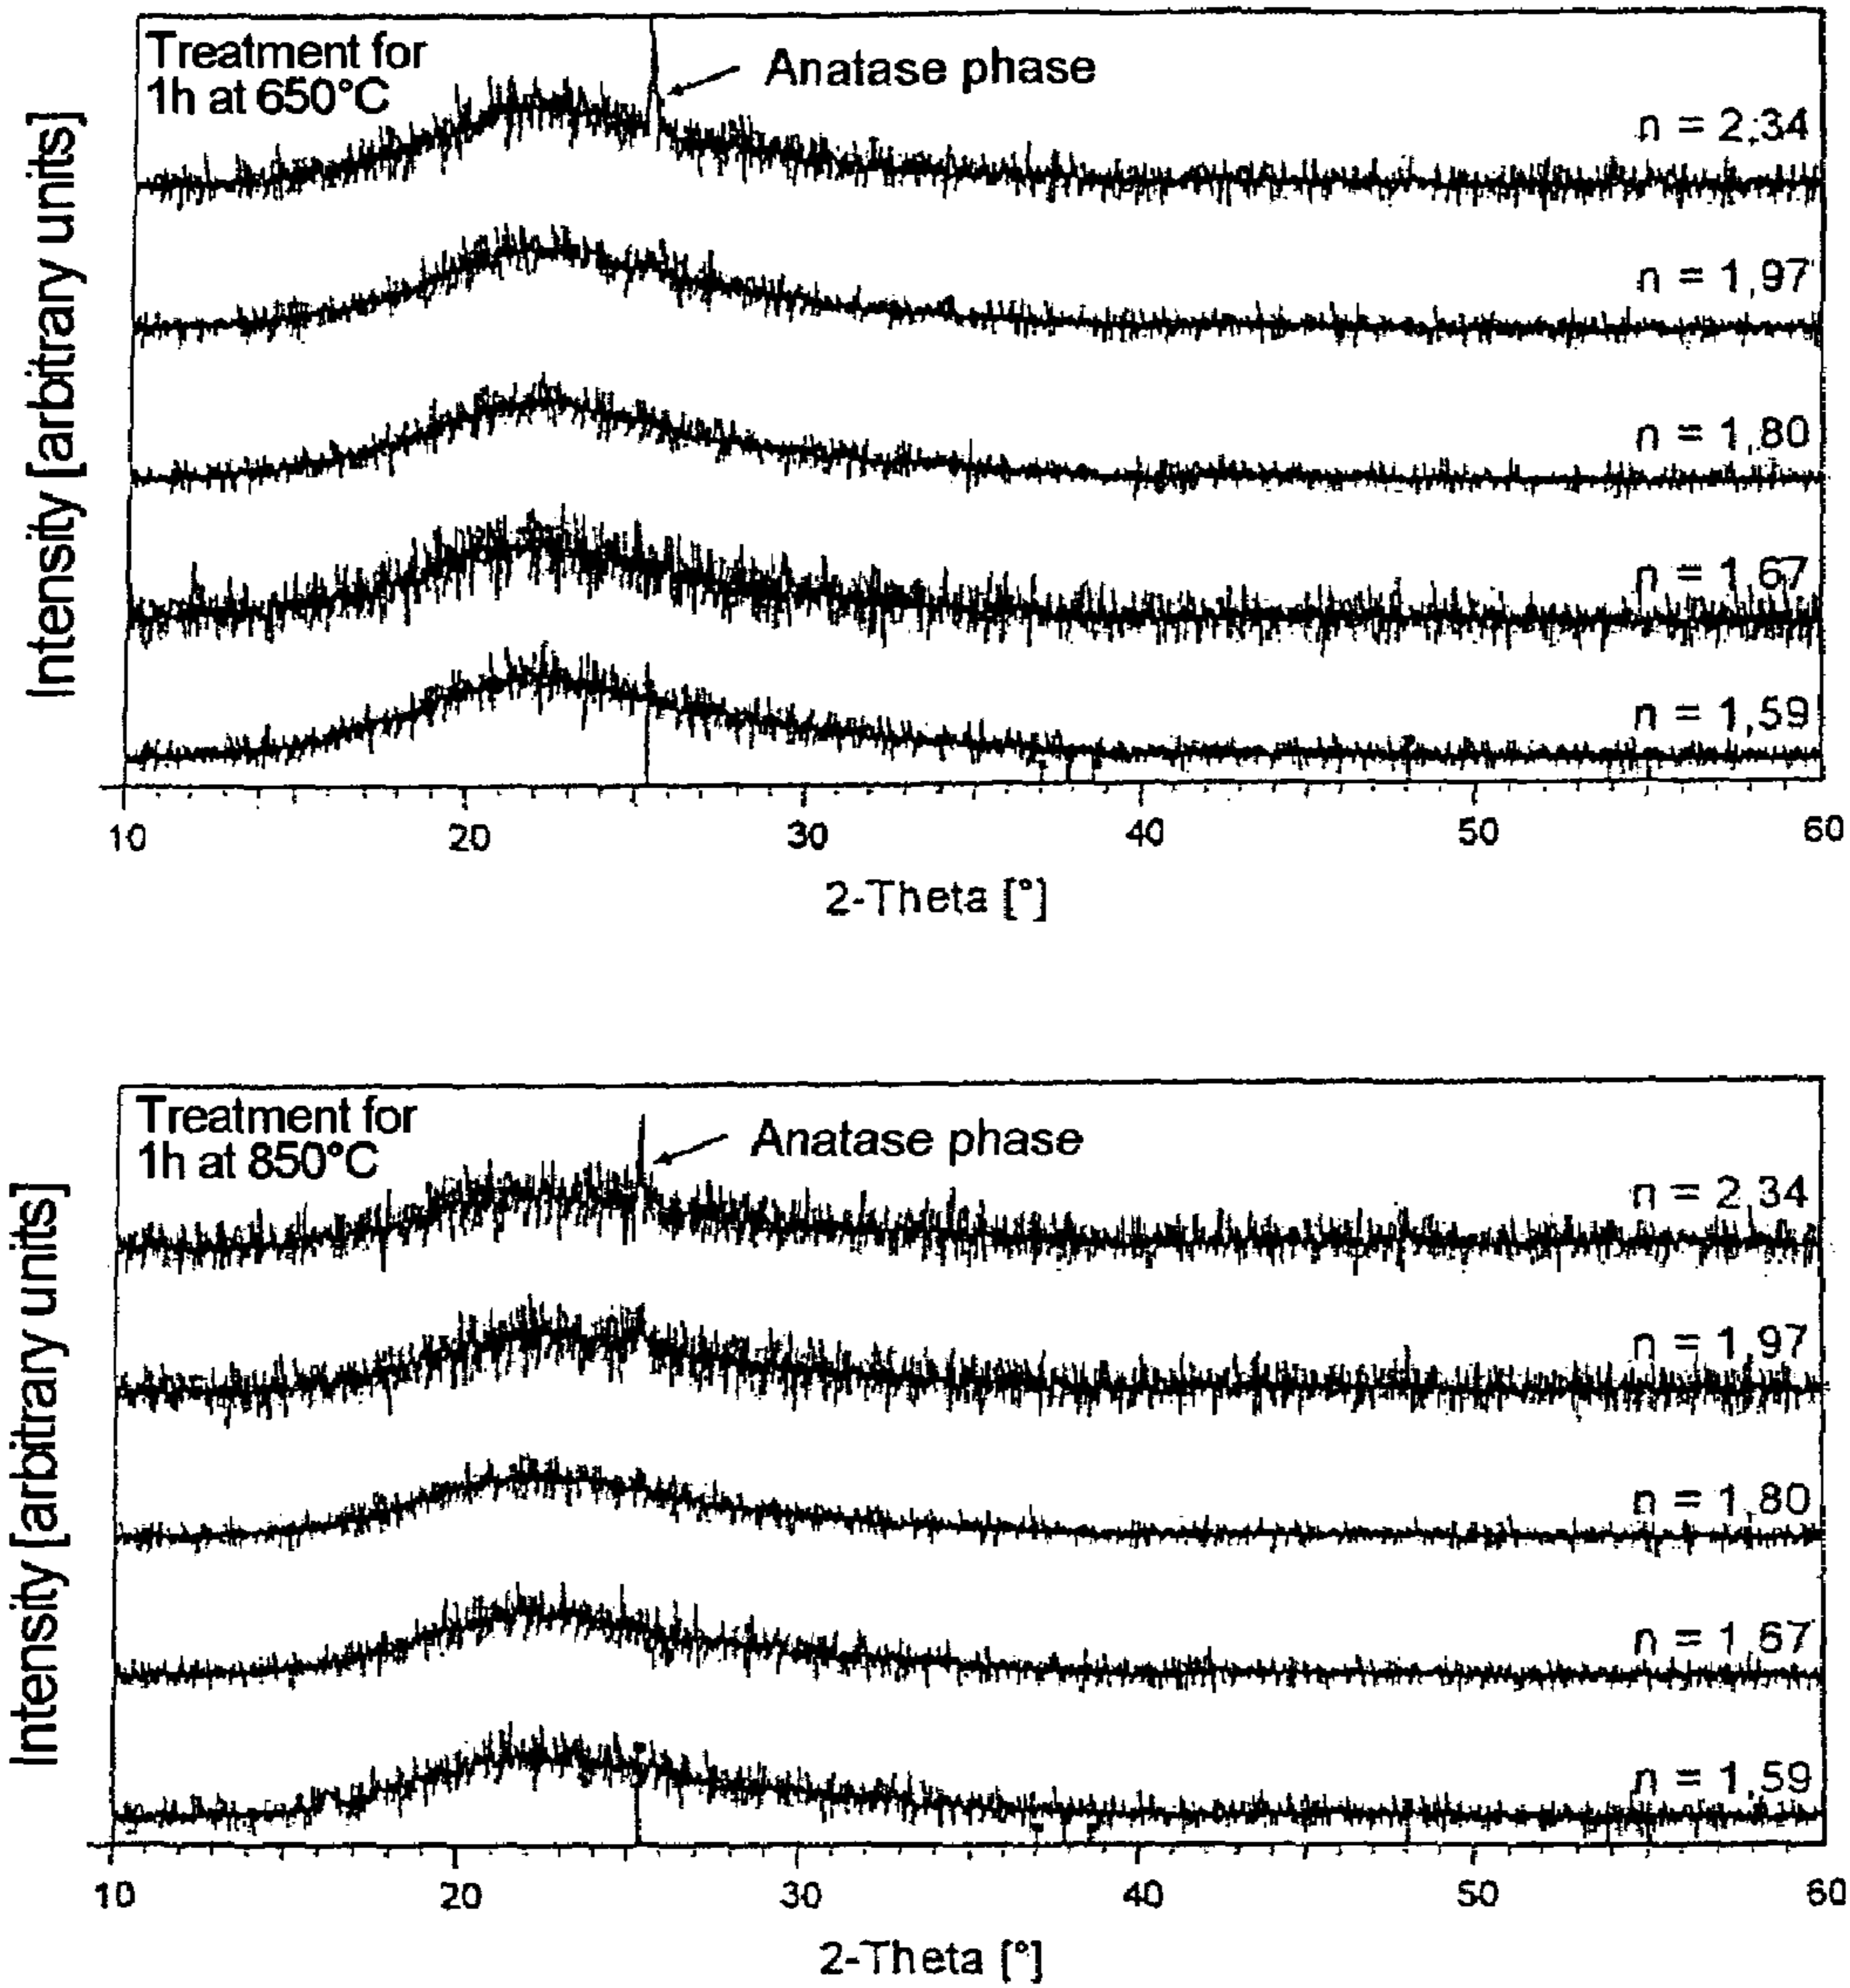 Treatment for
1h at 650°C
Anatase phase
n = 2,34
n = 1,97
n = 1,80
n = 1,67
n = 1,59
Intensity [arbitrary units]
10 20 30 40 50 60
2-Theta [°]
Treatment for
1h at 850°C
Anatase phase
n = 2,34
n = 1,97
n = 1,80
n = 1,67
n = 1,59
Intensity [arbitrary units]
10 20 30 40 50 60
2-Theta [°]